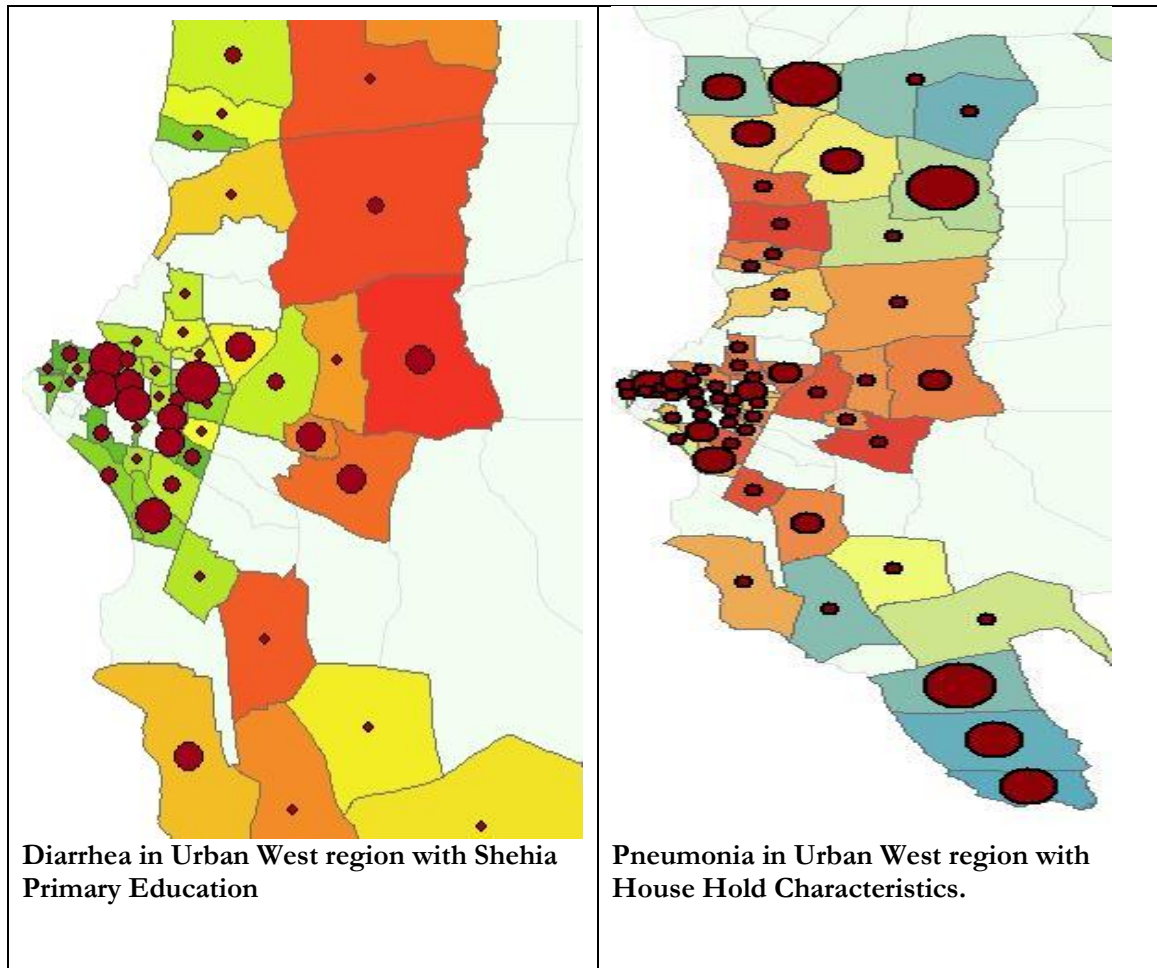 Diarrhea in Urban West region with Shehia
Primary Education
Pneumonia in Urban West region with
House Hold Characteristics.